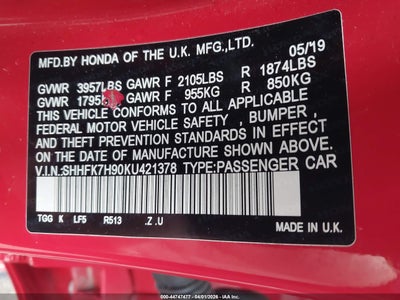 MFD.BY HONDA OF THE U.K. MFG.,LTD. 05/19
GVWR 3957LBS GAWR F 2105LBS R 1874LBS
GVWR 1795 GAWR F 955KG R 850KG
THIS VEHICLE CONFORMS TO ALL APPLICABLE
FEDERAL MOTOR VEHICLE SAFETY , BUMPER ,
AND THEFT PREVENTION STANDARDS IN EFFECT
ON THE DATE OF MANUFACTURE SHOWN ABOVE.
V.I.N:SHHFK7H90KU421378 TYPE:PASSENGER CAR
TGG K LF5 R513 .Z .U
MADE IN U.K.
© 000-44747477 — 04/01/2026 — IAAI.COM